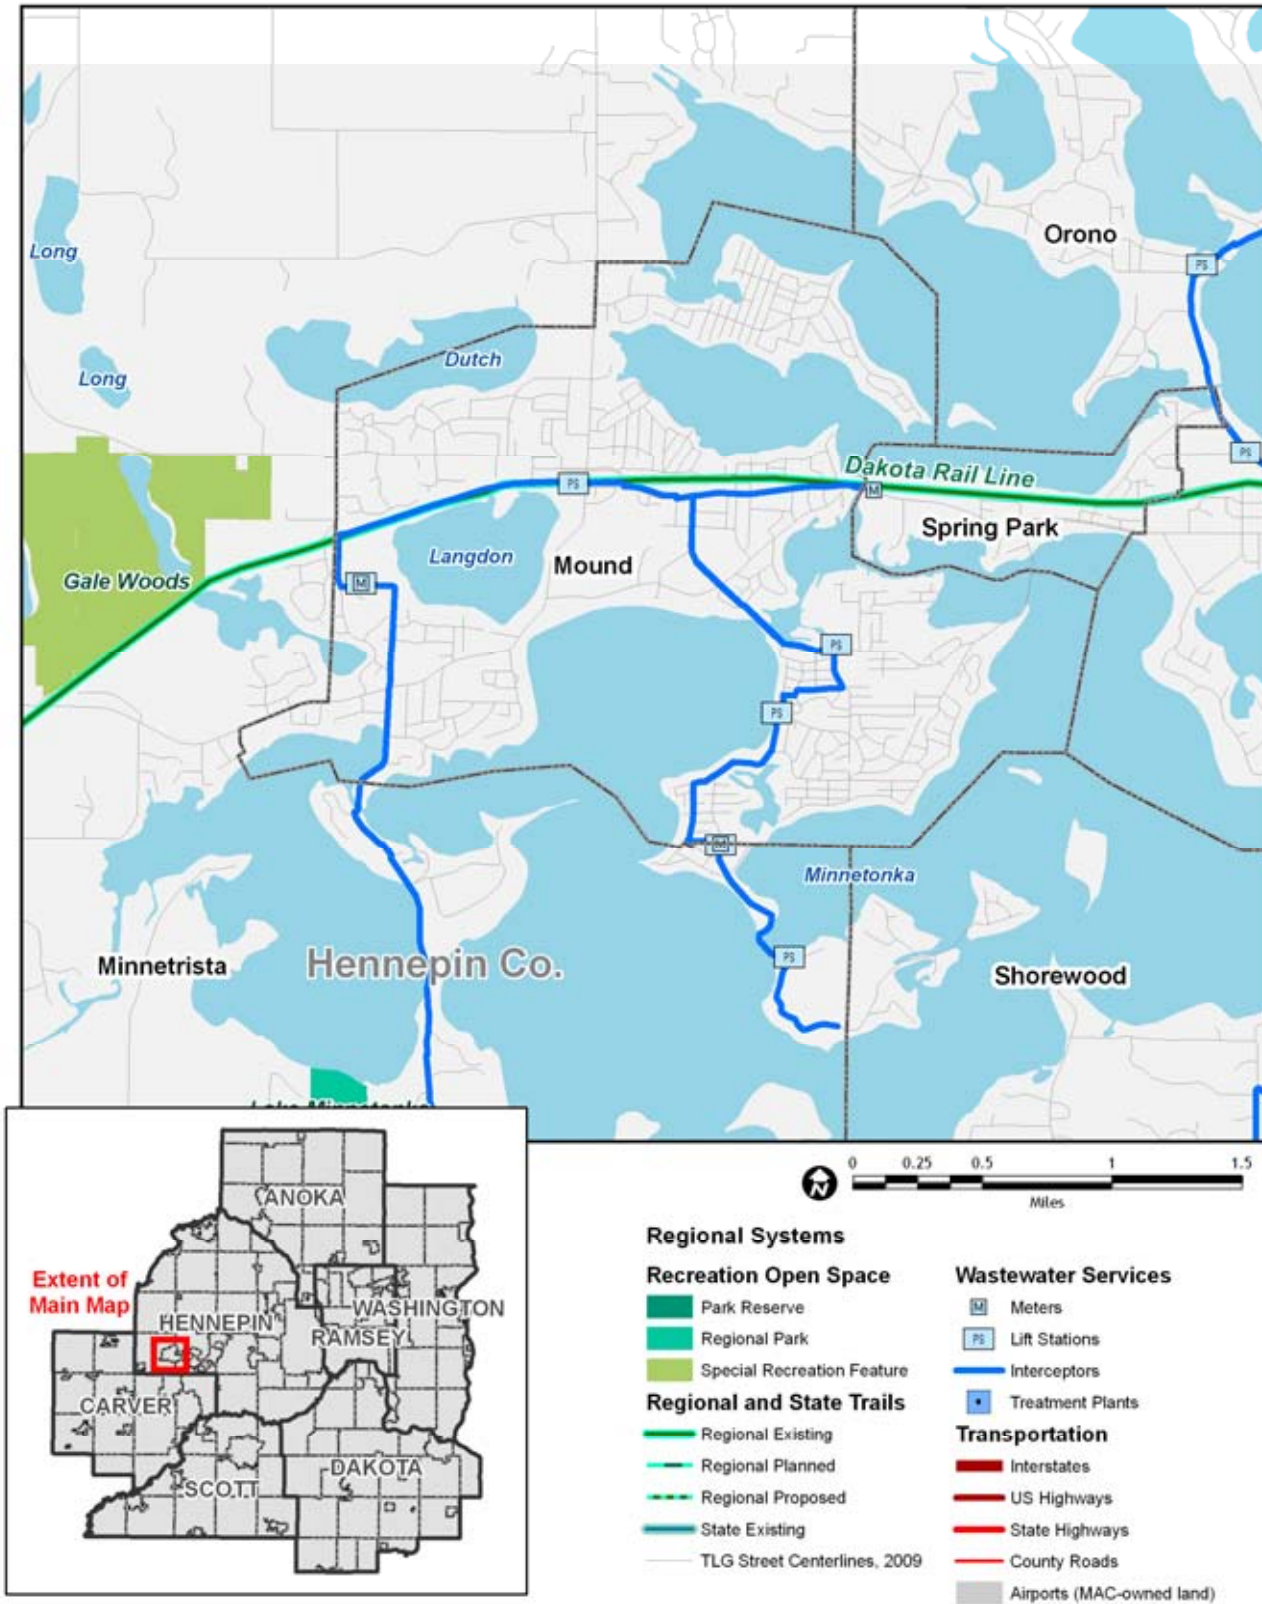 Orono
PS
Long
Dutch
Long
PS
Dakota Rail Line
PS
M
Spring Park
Langdon
Mound
Gale Woods
M
PS
PS
M
Minnetonka
PS
Minnetrista
Hennepin Co.
Shorewood
Lake Minnetonka
ANOKA
Extent of
Main Map
WASHINGTON
HENNEPIN
RAMSEY
CARVER
DAKOTA
SCOTT
N
0 0.25 0.5 1 1.5
Miles
Regional Systems
Recreation Open Space
Park Reserve
Regional Park
Special Recreation Feature
Regional and State Trails
Regional Existing
Regional Planned
Regional Proposed
State Existing
TLG Street Centerlines, 2009
Wastewater Services
M Meters
PS Lift Stations
Interceptors
Treatment Plants
Transportation
Interstates
US Highways
State Highways
County Roads
Airports (MAC-owned land)